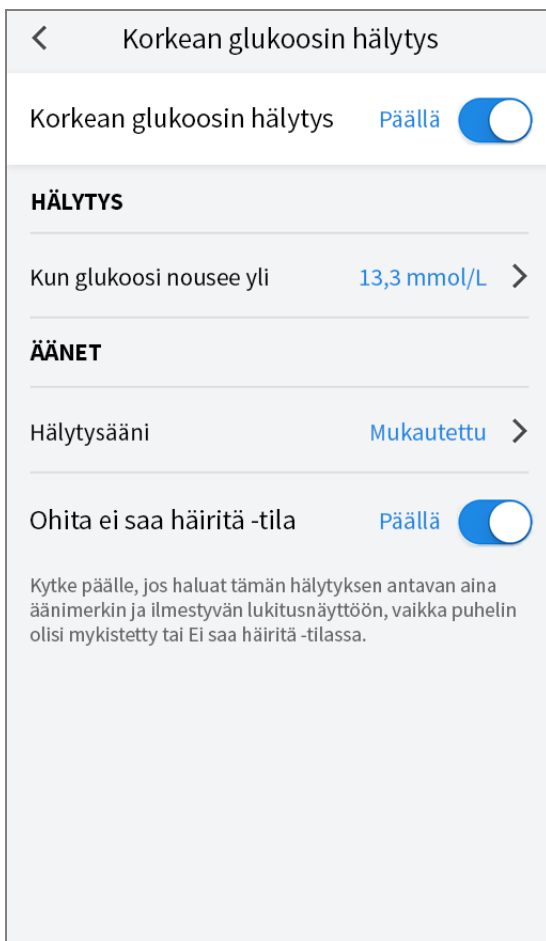 Korkean glukoosin hälytys
Korkean glukoosin hälytys Päällä
HÄLYTYS
Kun glukoosi nousee yli 13,3 mmol/L
ÄÄNET
Hälytysääni Mukautettu
Ohita ei saa häiritä -tila Päällä
Kytke päälle, jos haluat tämän hälytyksen antavan aina
äänimerkin ja ilmestyvän lukitusnäyttöön, vaikka puhelin
olisi mykistetty tai Ei saa häiritä -tilassa.